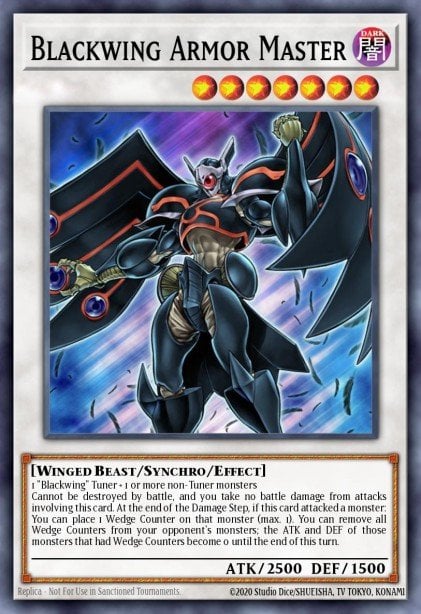 BLACKWING ARMOR MASTER
DARK
闇
[WINGED BEAST/SYNCHRO/EFFECT]
1 "Blackwing" Tuner + 1 or more non-Tuner monsters
Cannot be destroyed by battle, and you take no battle damage from attacks
involving this card. At the end of the Damage Step, if this card attacked a monster:
You can place 1 Wedge Counter on that monster (max. 1). You can remove all
Wedge Counters from your opponent's monsters; the ATK and DEF of those
monsters that had Wedge Counters become 0 until the end of this turn.
ATK/2500 DEF/1500
Replica - Not For Use in Sanctioned Tournaments.
©2020 Studio Dice/SHUEISHA, TV TOKYO, KONAMI